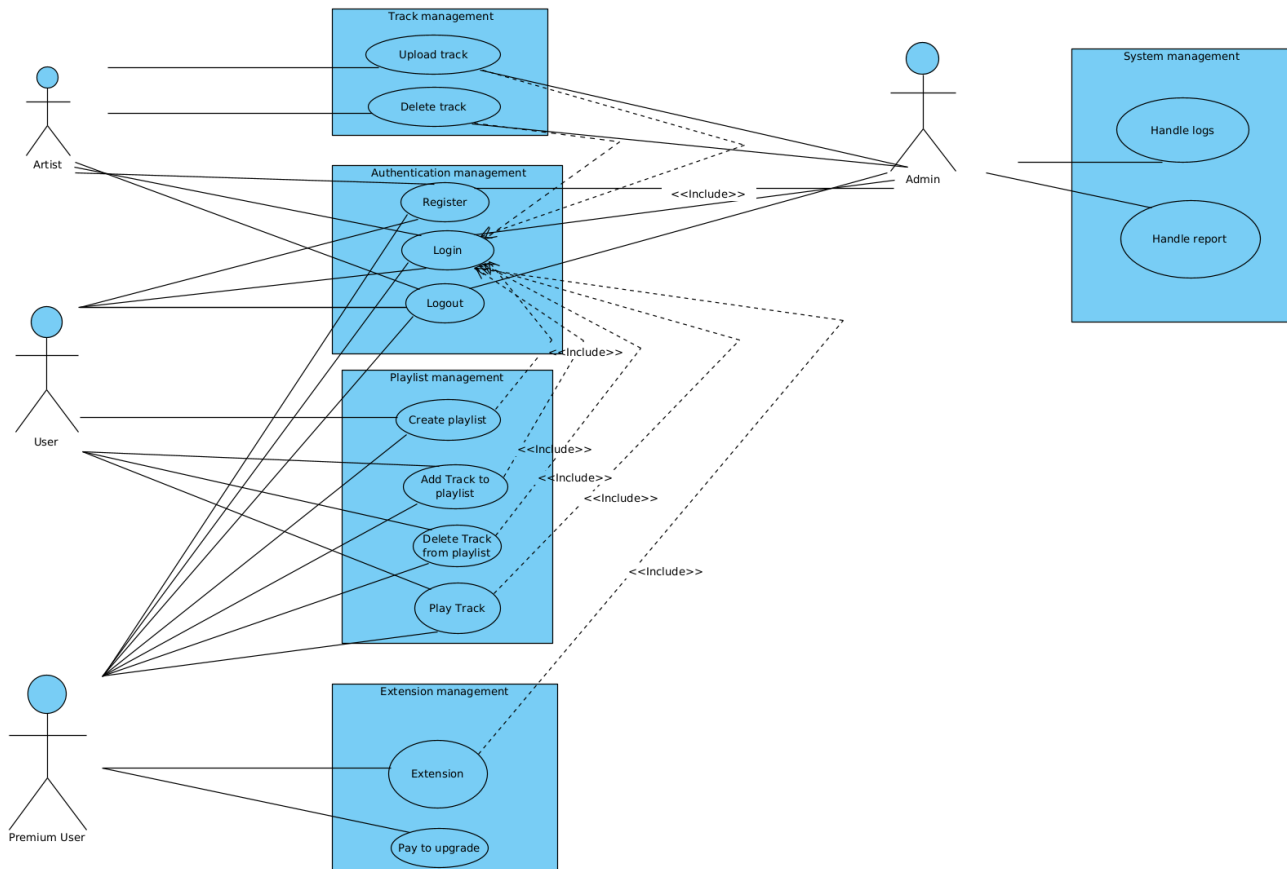 Track management
Upload track
Delete track
Artist
Admin
System management
Handle logs
Handle report
Authentication management
Register
<<Include>>
Login
Logout
User
<<Include>>
Playlist management
Create playlist
<<Include>>
Add Track to
playlist
<<Include>>
<<Include>>
Delete Track
from playlist
<<Include>>
Play Track
Premium User
Extension management
Extension
Pay to upgrade